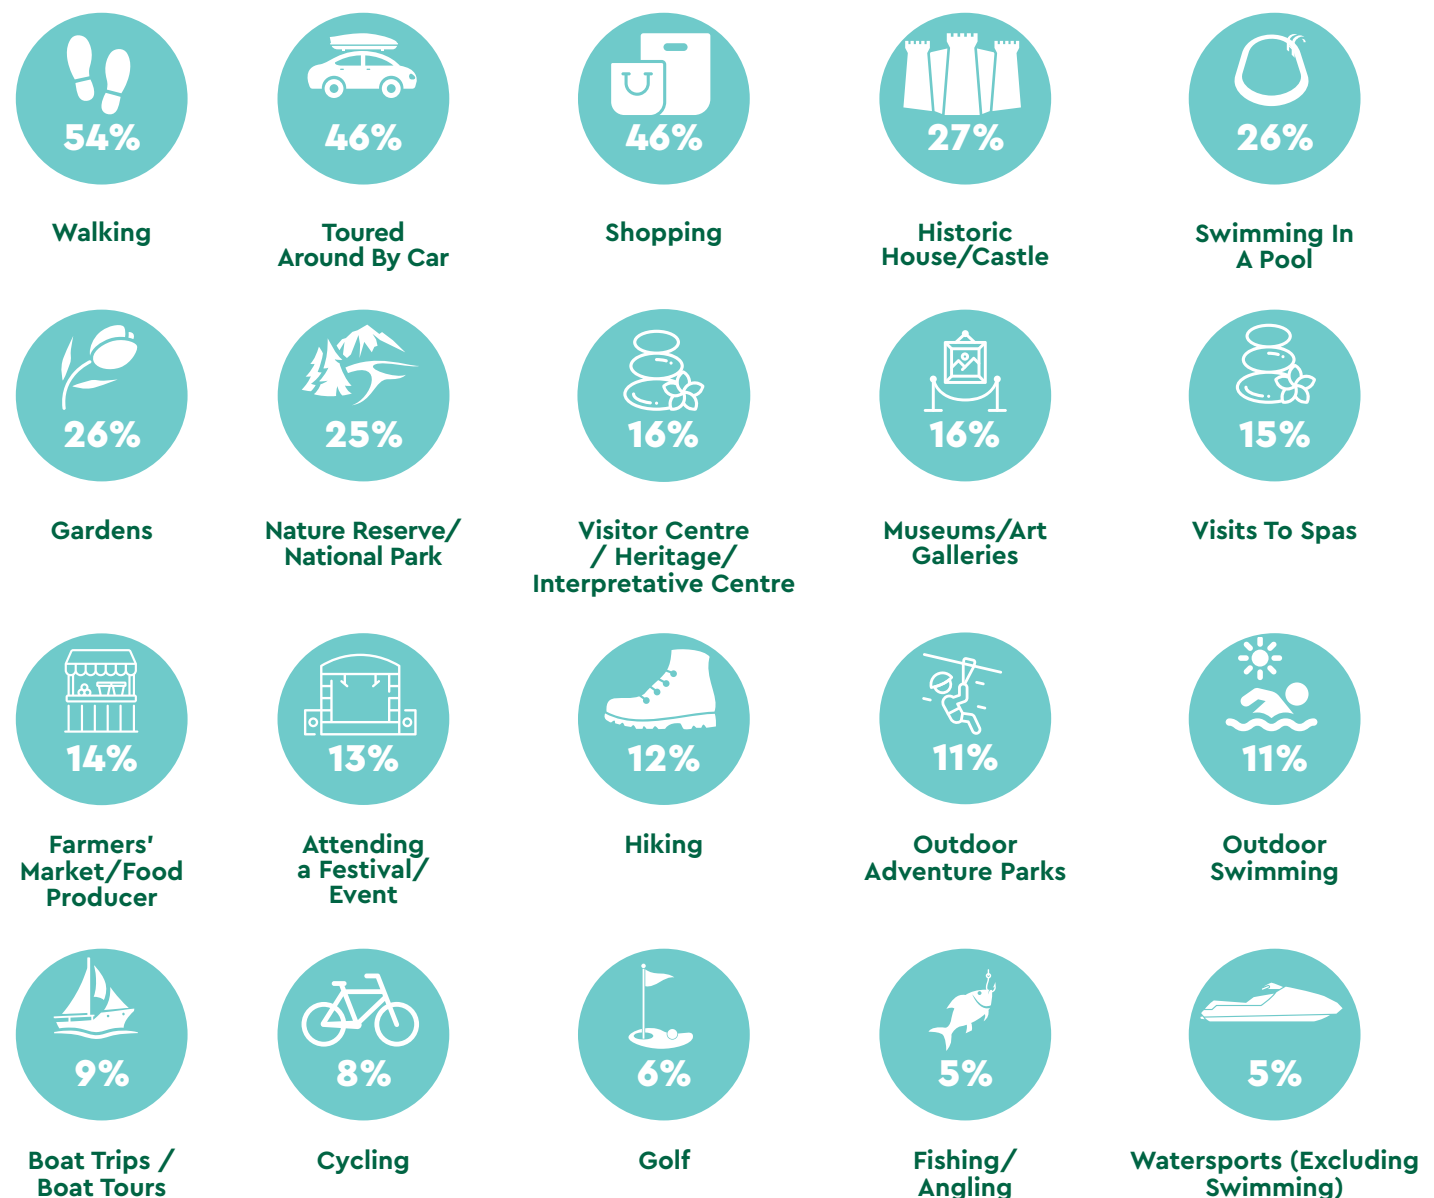 54%
46%
46%
27%
26%
Walking
Toured
Around By Car
Shopping
Historic
House/Castle
Swimming In
A Pool
26%
25%
16%
16%
15%
Gardens
Nature Reserve/
National Park
Visitor Centre
/ Heritage/
Interpretative Centre
Museums/Art
Galleries
Visits To Spas
14%
13%
12%
11%
11%
Farmers'
Market/Food
Producer
Attending
a Festival/
Event
Hiking
Outdoor
Adventure Parks
Outdoor
Swimming
9%
8%
6%
5%
5%
Boat Trips /
Boat Tours
Cycling
Golf
Fishing/
Angling
Watersports (Excluding
Swimming)